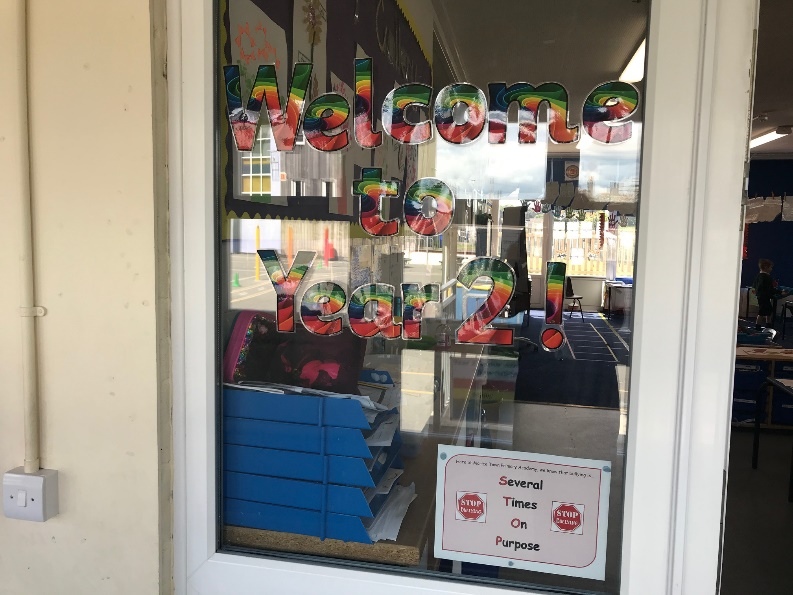 Welcome
to
Year 2!
Several
Times
On
Purpose
STOP
STOP